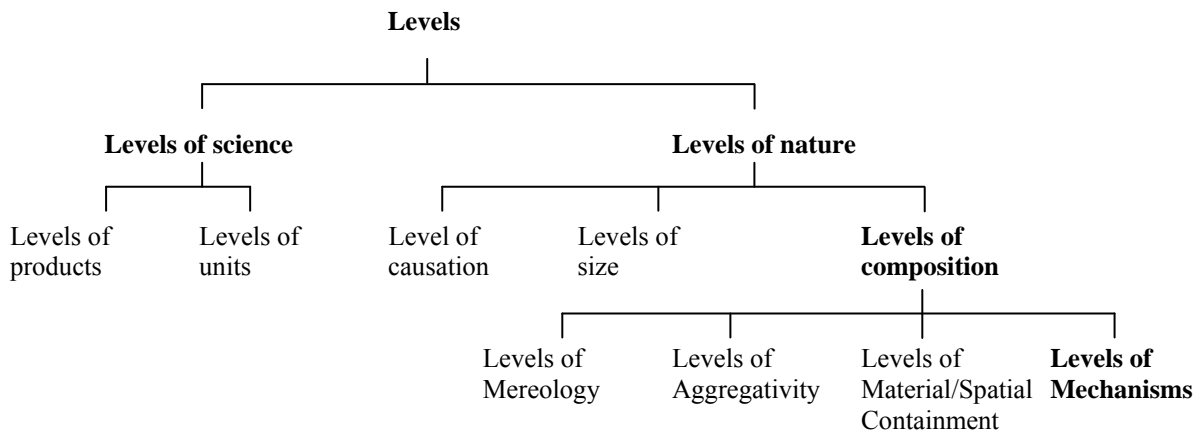 Levels
Levels of science
Levels of nature
Levels of
products
Levels of
units
Level of
causation
Levels of
size
Levels of
composition
Levels of
Mereology
Levels of
Aggregativity
Levels of
Material/Spatial
Containment
Levels of
Mechanisms